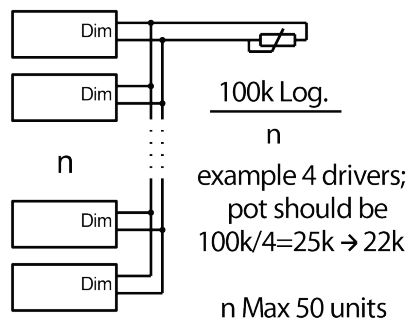 Dim
Dim
100k Log.
n
n
example 4 drivers;
pot should be
100k/4=25k → 22k
Dim
Dim
n Max 50 units